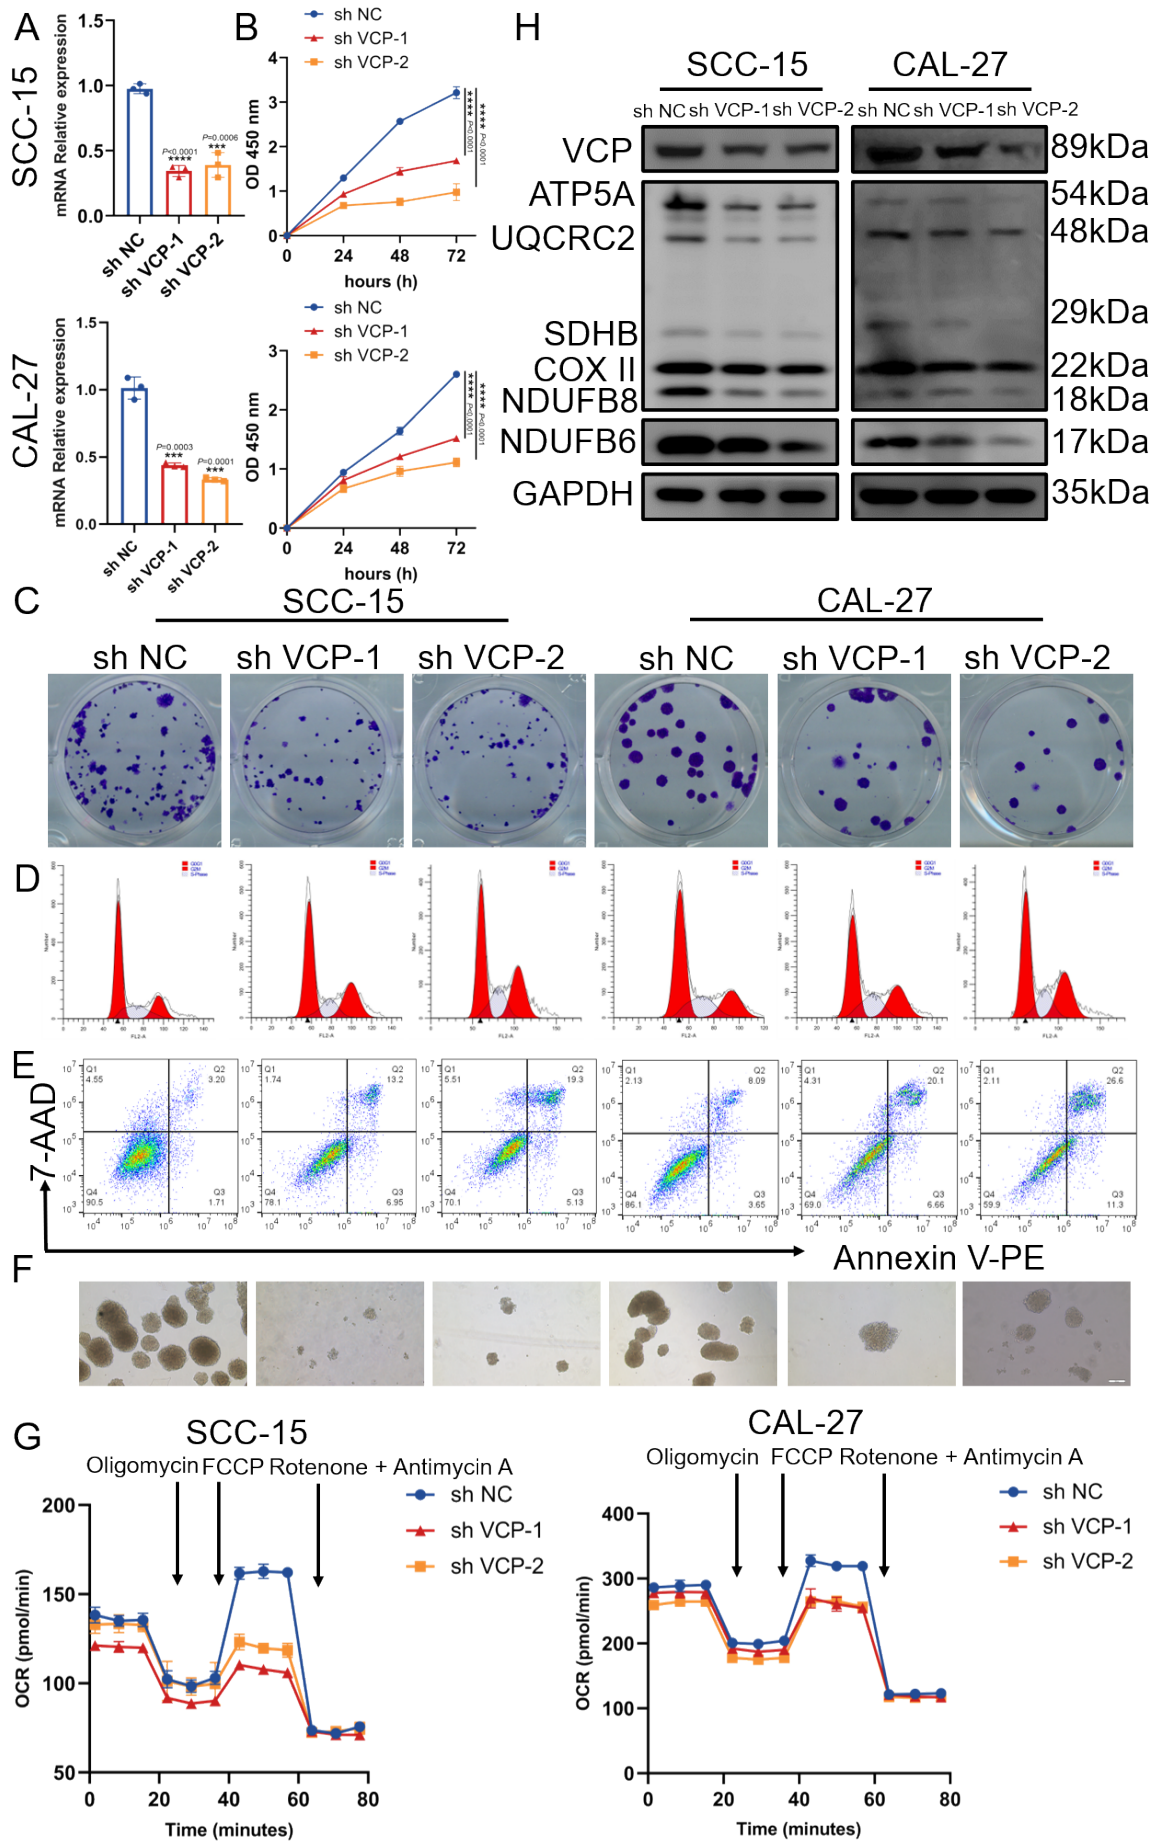 A
SCC-15
mRNA Relative expression
1.5
1.0
0.5
0.0
P<0.0001
****
P=0.0006
***
sh NC
sh VCP-1
sh VCP-2
CAL-27
mRNA Relative expression
1.5
1.0
0.5
0.0
P=0.0003
***
P=0.0001
***
sh NC
sh VCP-1
sh VCP-2
B
sh NC
sh VCP-1
sh VCP-2
OD 450 nm
4
3
2
1
0
0 24 48 72
hours (h)
**** P<0.0001
**** P<0.0001
sh NC
sh VCP-1
sh VCP-2
OD 450 nm
3
2
1
0
0 24 48 72
hours (h)
**** P<0.0001
**** P<0.0001
H
SCC-15 CAL-27
sh NC sh VCP-1 sh VCP-2 sh NC sh VCP-1 sh VCP-2
VCP 89kDa
ATP5A 54kDa
UQCRC2 48kDa
SDHB 29kDa
COX II 22kDa
NDUFB8 18kDa
NDUFB6 17kDa
GAPDH 35kDa
C
SCC-15 CAL-27
sh NC sh VCP-1 sh VCP-2 sh NC sh VCP-1 sh VCP-2
D
E
7-AAD
Q1 4.55 Q2 3.20 Q4 90.5 Q3 1.71
Q1 1.74 Q2 13.2 Q4 78.1 Q3 6.95
Q1 5.51 Q2 19.3 Q4 70.1 Q3 5.13
Q1 2.13 Q2 8.09 Q4 86.1 Q3 3.65
Q1 4.31 Q2 20.1 Q4 69.0 Q3 6.66
Q1 2.11 Q2 26.6 Q4 59.9 Q3 11.3
Annexin V-PE
F
G
SCC-15
Oligomycin FCCP Rotenone + Antimycin A
sh NC
sh VCP-1
sh VCP-2
OCR (pmol/min)
200
150
100
50
0 20 40 60 80
Time (minutes)
CAL-27
Oligomycin FCCP Rotenone + Antimycin A
sh NC
sh VCP-1
sh VCP-2
OCR (pmol/min)
400
300
200
100
0
0 20 40 60 80
Time (minutes)